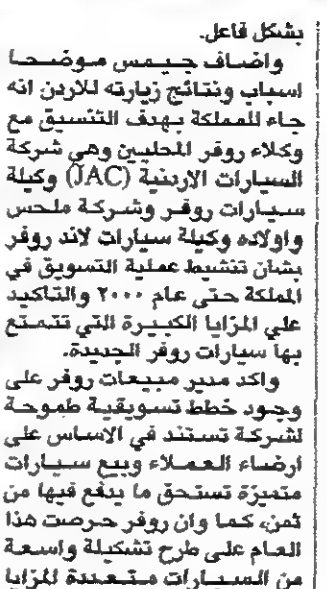 بشكل فاعل.
واضاف جيمس موضحا
اسباب ونتائج زيارته للاردن انه
جاء للمملكة بهدف التنسيق مع
وكلاء روفر المحليين وهي شركة
السيارات الاردنية (JAC) وكيلة
سيارات روفر وشركة ملحس
واولاده وكيلة سيارات لاند روفر
بشان تنشيط عملية التسويق في
المملكة حتى عام ٢٠٠٠ والتاكيد
علي المزايا الكبيرة التي تتمتع
بها سيارات روفر الجديدة.
واكد مدير مبيعات روفر على
وجود خطط تسويقية طموحة
لشركة تستند في الاساس على
ارضاء العملاء وبيع سيارات
متميزة تستحق ما يدفع فيها من
ثمن، كما وان روفر حرصت هذا
العام على طرح تشكيلة واسعة
من السيارات متعددة المزايا